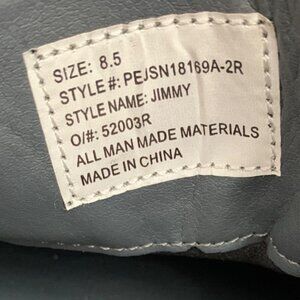 SIZE: 8.5
STYLE#: PEJSN18169A-2R
STYLE NAME: JIMMY
O/#: 52003R
ALL MAN MADE MATERIALS
MADE IN CHINA